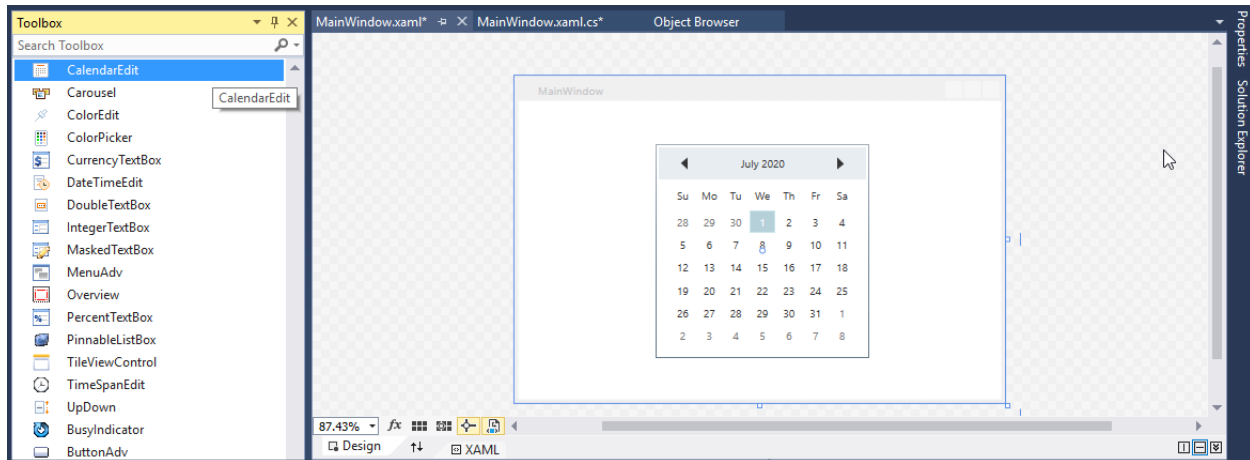 Toolbox
Search Toolbox
CalendarEdit
Carousel
CalendarEdit
ColorEdit
ColorPicker
CurrencyTextBox
DateTimeEdit
DoubleTextBox
IntegerTextBox
MaskedTextBox
MenuAdv
Overview
PercentTextBox
PinnableListBox
TileViewControl
TimeSpanEdit
UpDown
BusyIndicator
ButtonAdv
MainWindow.xaml* MainWindow.xaml.cs* Object Browser
MainWindow
July 2020
Su Mo Tu We Th Fr Sa
28 29 30 1 2 3 4
5 6 7 8 9 10 11
12 13 14 15 16 17 18
19 20 21 22 23 24 25
26 27 28 29 30 31 1
2 3 4 5 6 7 8
87.43% fx
Design XAML
Properties
Solution Explorer